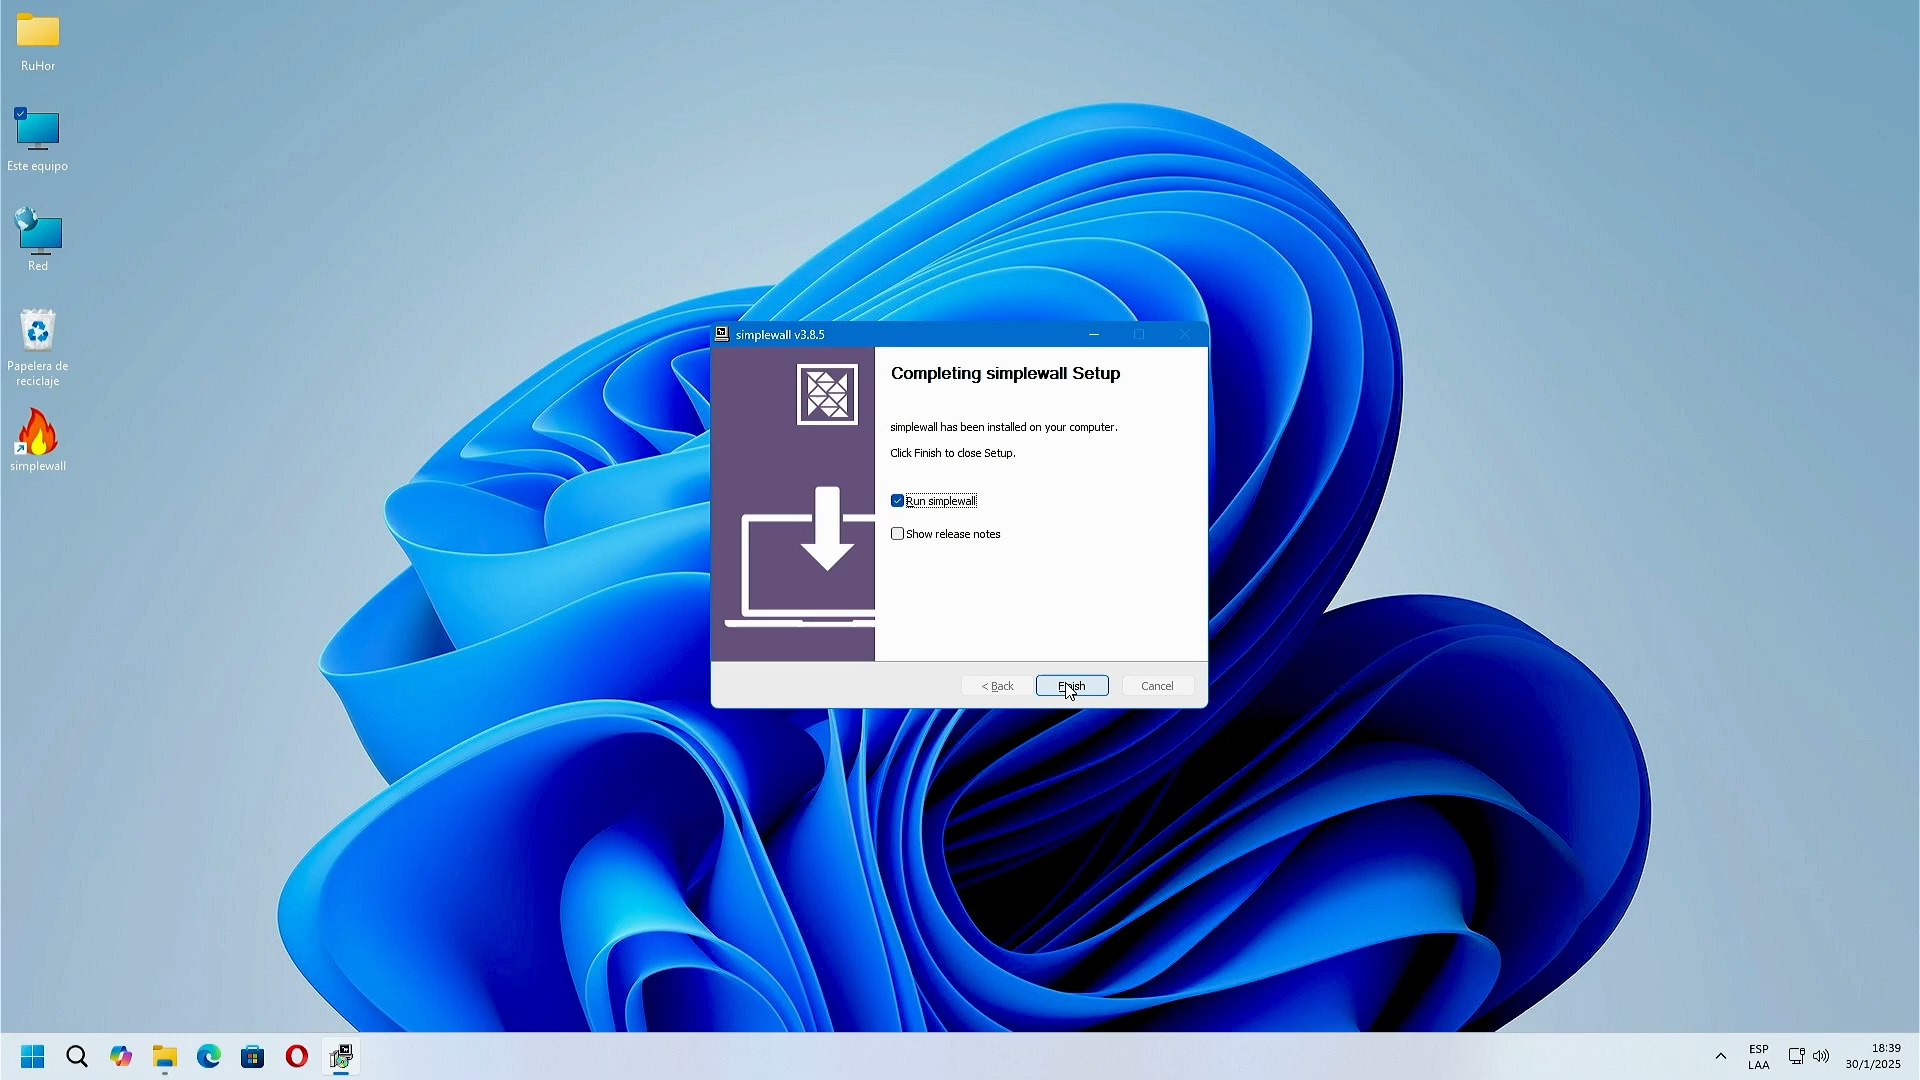 RuHor
Este equipo
Red
Papelera de
reciclaje
simplewall
simplewall v3.8.5
Completing simplewall Setup
simplewall has been installed on your computer.
Click Finish to close Setup.
Run simplewall
Show release notes
< Back
Finish
Cancel
ESP
LAA
18:39
30/1/2025